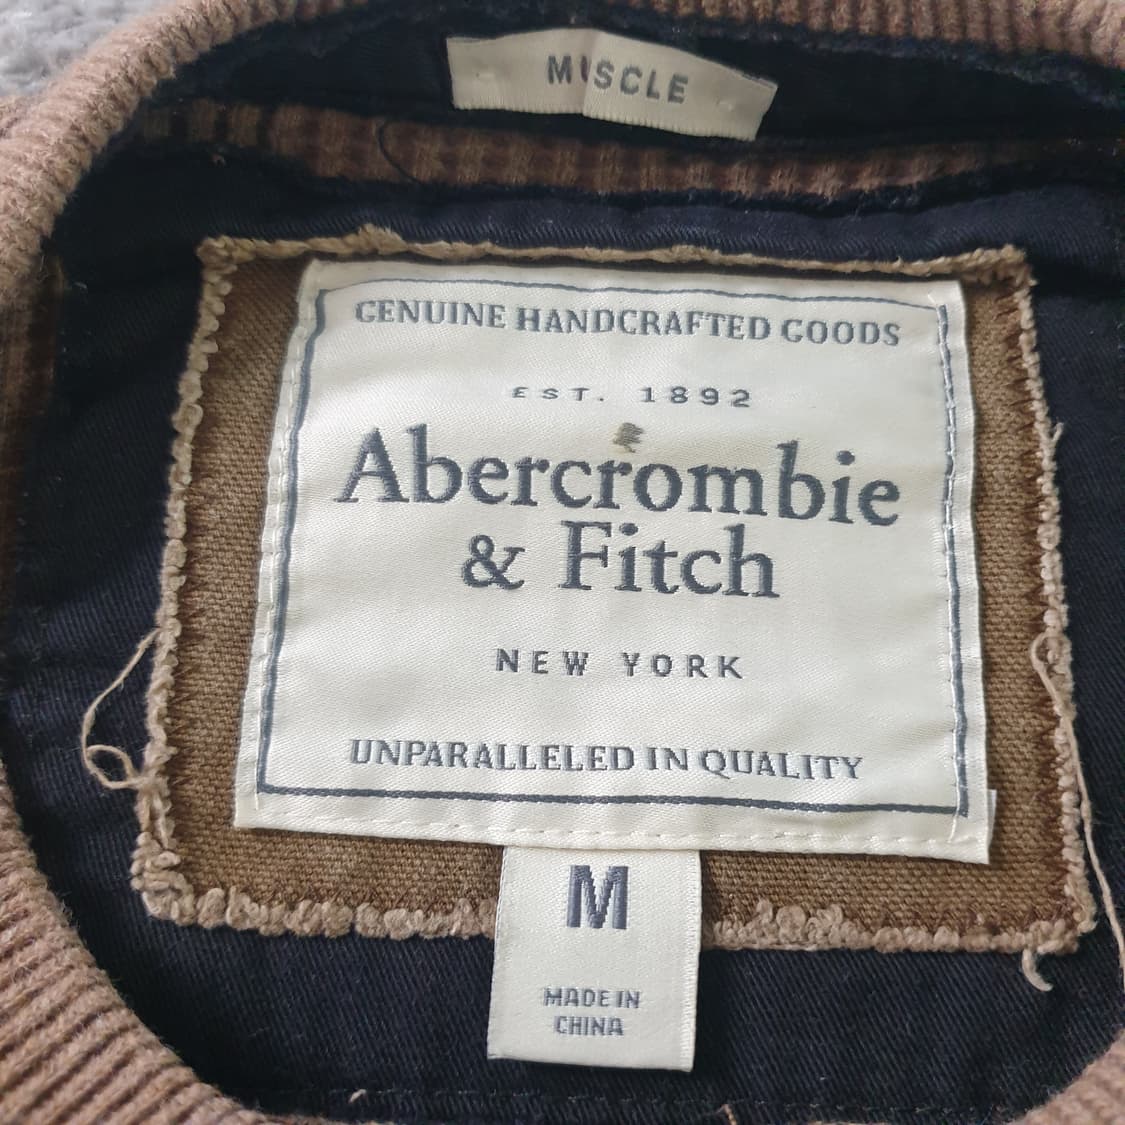 MUSCLE
GENUINE HANDCRAFTED GOODS
EST. 1892
Abercrombie
& Fitch
NEW YORK
UNPARALLELED IN QUALITY
M
MADE IN
CHINA